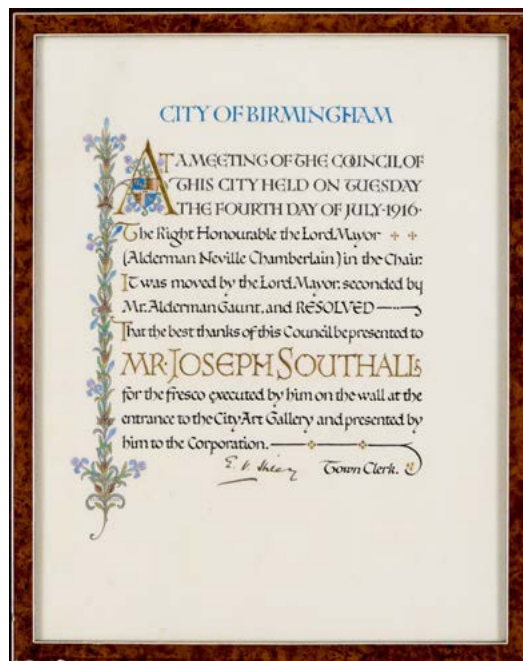 CITY OF BIRMINGHAM
AT A MEETING OF THE COUNCIL OF
THIS CITY HELD ON TUESDAY
THE FOURTH DAY OF JULY·1916·
The Right Honourable the Lord Mayor
(Alderman Neville Chamberlain) in the Chair.
It was moved by the Lord Mayor, seconded by
Mr. Alderman Gaunt, and RESOLVED —
That the best thanks of this Council be presented to
MR·JOSEPH SOUTHALL
for the fresco executed by him on the wall at the
entrance to the City Art Gallery and presented by
him to the Corporation.
E. V. Town Clerk.